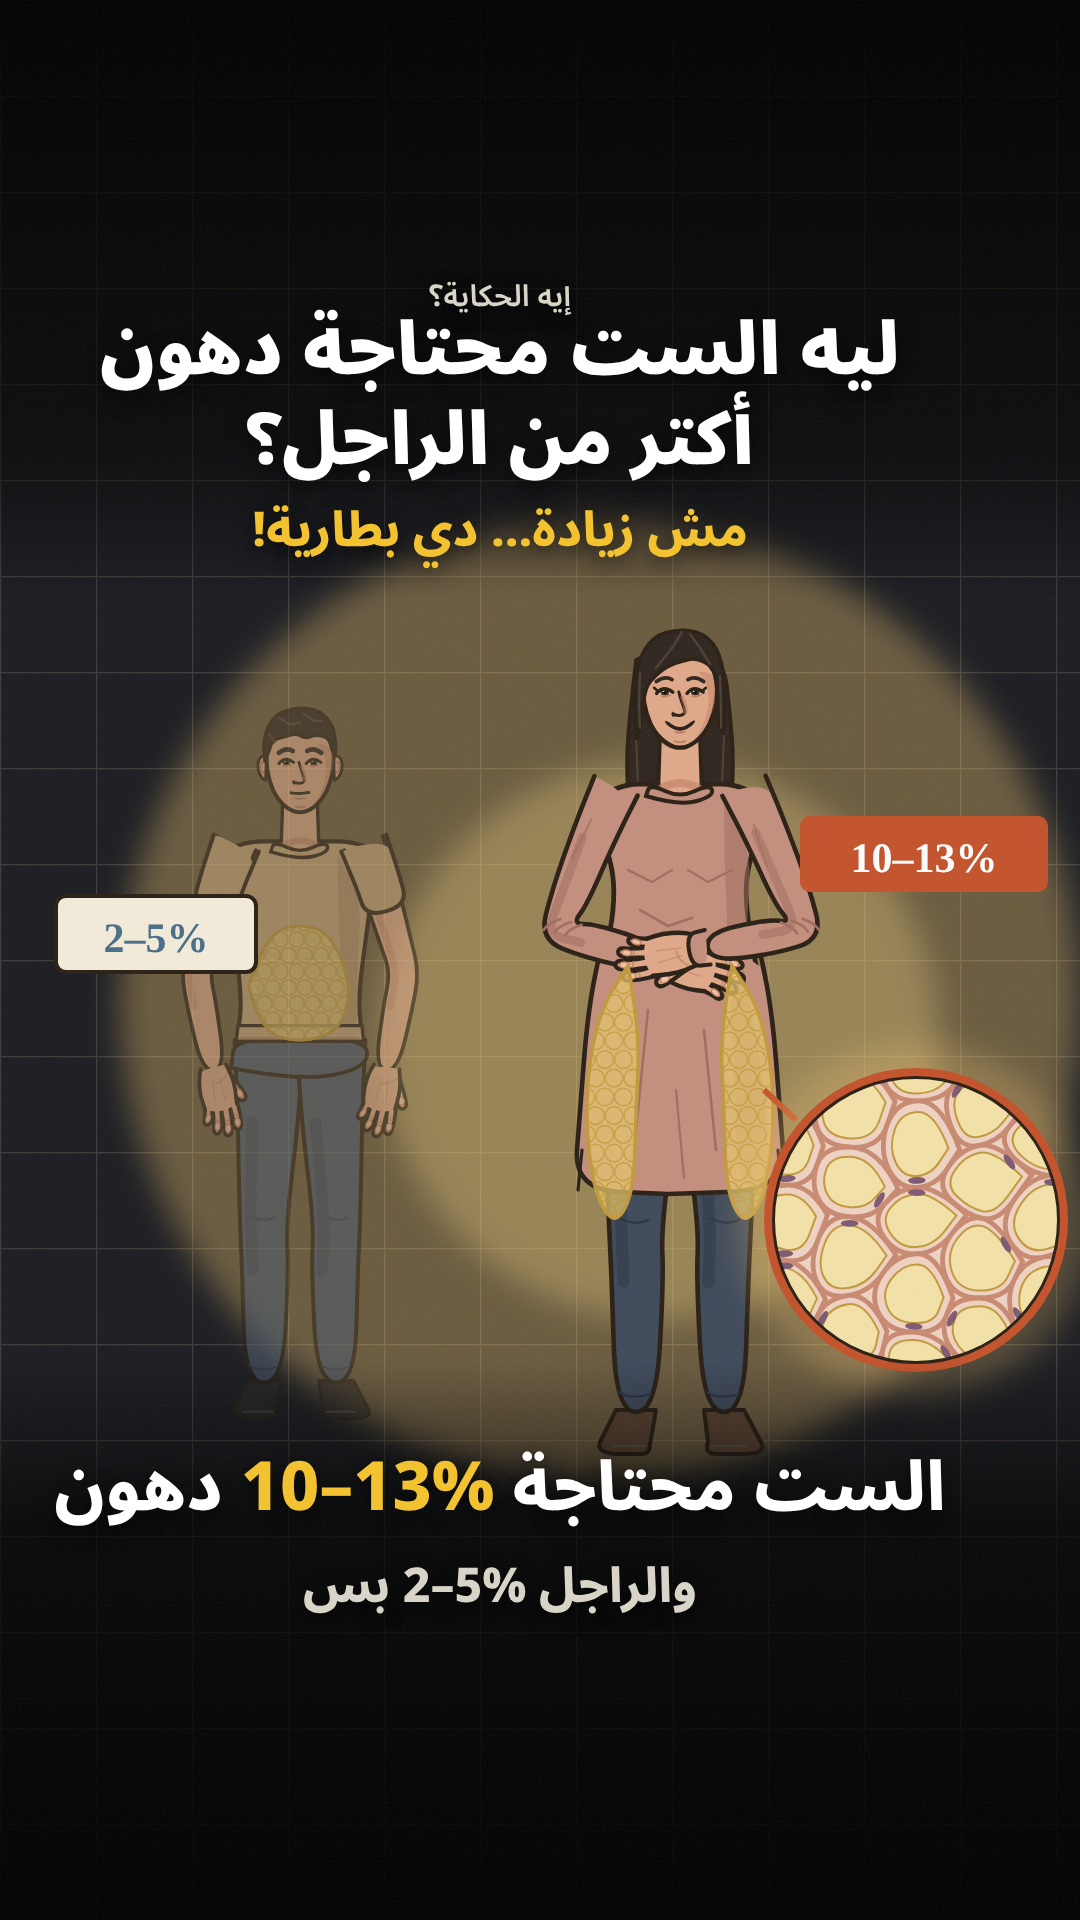 إيه الحكاية؟
ليه الست محتاجة دهون
أكتر من الراجل؟
مش زيادة... دي بطارية!
10–13%
2–5%
الست محتاجة 10–13% دهون
والراجل 2–5% بس